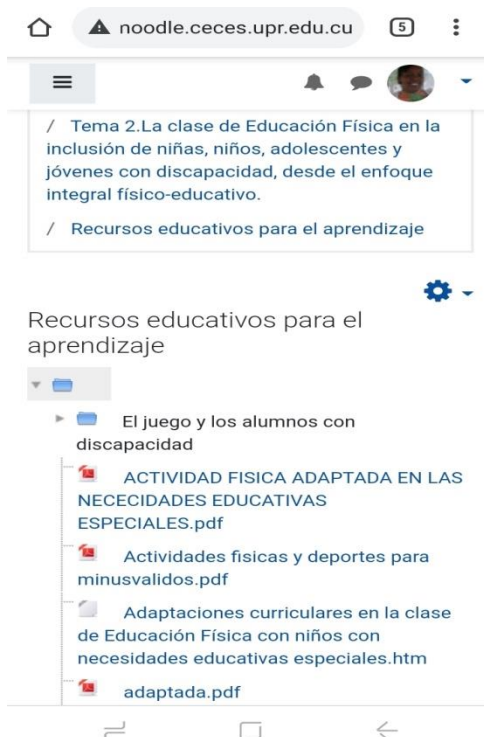 noodle.ceces.upr.edu.cu
5
/ Tema 2.La clase de Educación Física en la
inclusión de niñas, niños, adolescentes y
jóvenes con discapacidad, desde el enfoque
integral físico-educativo.
/ Recursos educativos para el aprendizaje
Recursos educativos para el
aprendizaje
El juego y los alumnos con
discapacidad
ACTIVIDAD FISICA ADAPTADA EN LAS
NECECIDADES EDUCATIVAS
ESPECIALES.pdf
Actividades fisicas y deportes para
minusvalidos.pdf
Adaptaciones curriculares en la clase
de Educación Física con niños con
necesidades educativas especiales.htm
adaptada.pdf